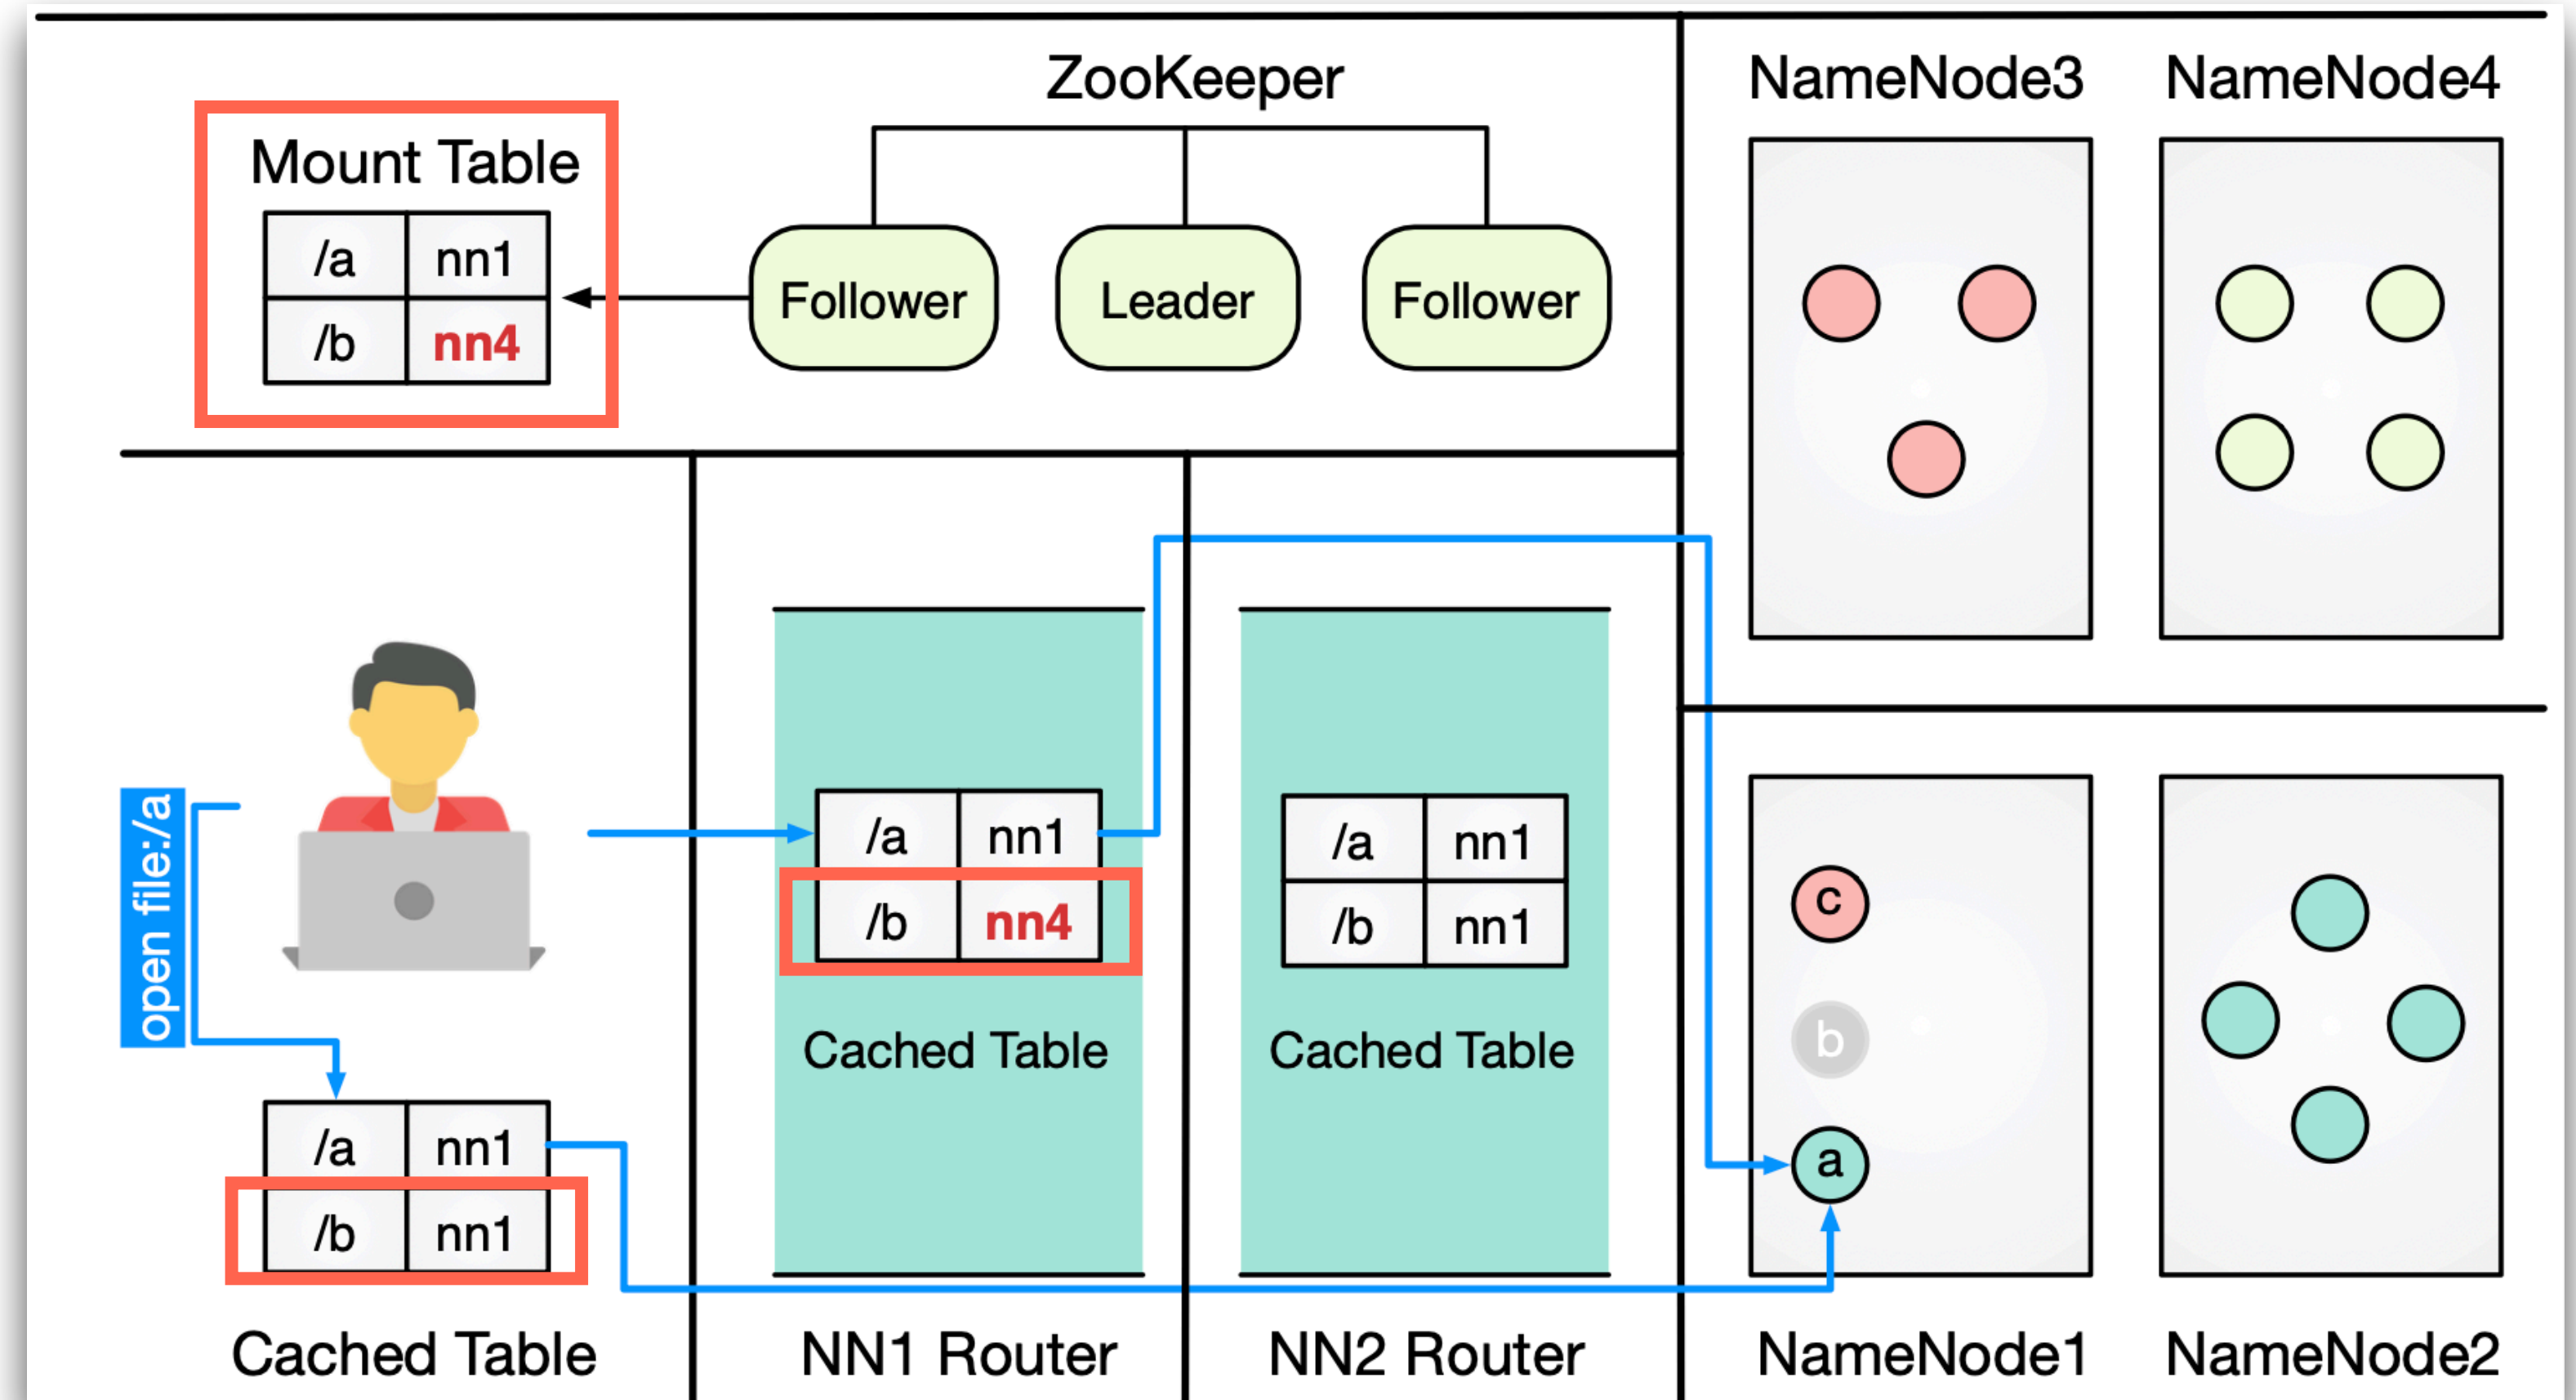 ZooKeeper
NameNode3
NameNode4
Mount Table
/a nn1
/b nn4
Follower
Leader
Follower
open file:/a
/a nn1
/b nn4
Cached Table
/a nn1
/b nn1
Cached Table
/a nn1
/b nn1
c
b
a
Cached Table
NN1 Router
NN2 Router
NameNode1
NameNode2